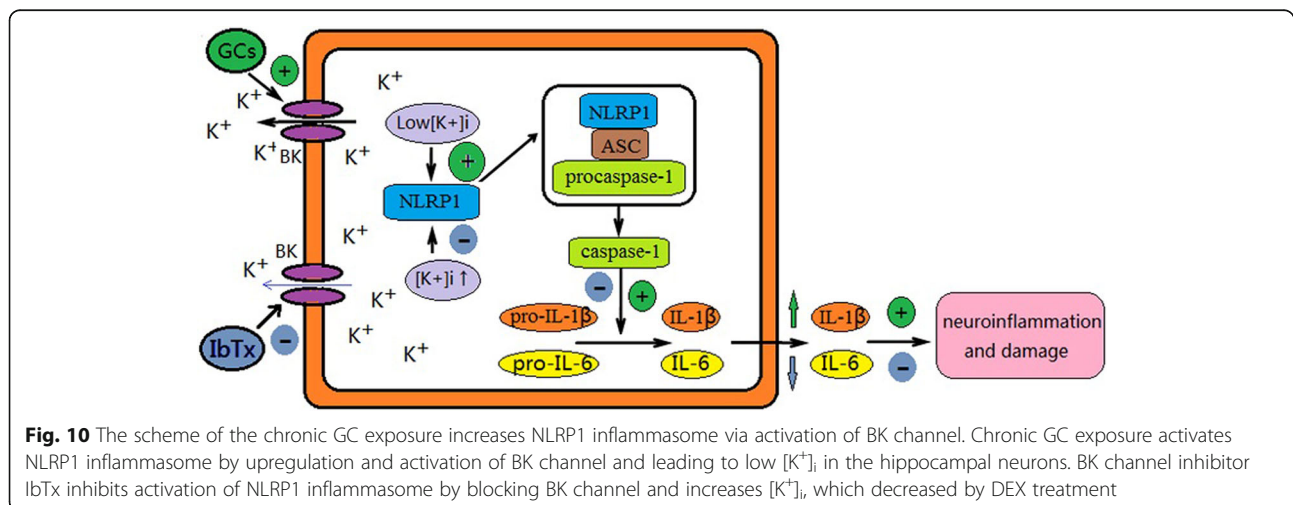 GCs
+
K⁺
K⁺
K⁺
Low[K+]i
NLRP1
K⁺
K⁺
BK
K⁺
+
ASC
procaspase-1
NLRP1
K⁺
BK
−
caspase-1
K⁺
[K+]i ↑
−
+
K⁺
pro-IL-1β
IL-1β
IL-1β
+
neuroinflammation
and damage
IbTx
−
K⁺
K⁺
pro-IL-6
IL-6
IL-6
−
Fig. 10 The scheme of the chronic GC exposure increases NLRP1 inflammasome via activation of BK channel. Chronic GC exposure activates
NLRP1 inflammasome by upregulation and activation of BK channel and leading to low [K⁺]ᵢ in the hippocampal neurons. BK channel inhibitor
IbTx inhibits activation of NLRP1 inflammasome by blocking BK channel and increases [K⁺]ᵢ, which decreased by DEX treatment